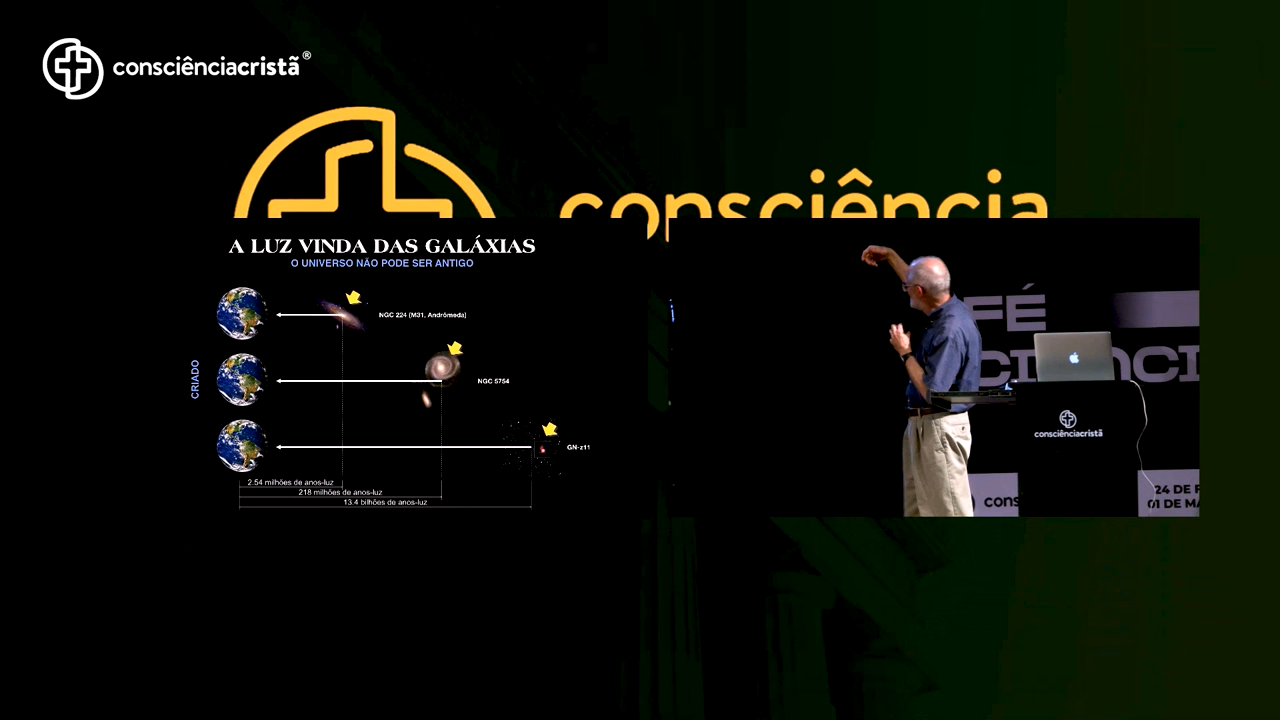 consciênciacristã®
consciência
A LUZ VINDA DAS GALÁXIAS
O UNIVERSO NÃO PODE SER ANTIGO
CRIADO
NGC 224 (M31, Andrômeda)
NGC 5754
GN-z11
2.54 milhões de anos-luz
218 milhões de anos-luz
13.4 bilhões de anos-luz
FÉ
consciênciacristã
24 DE F
01 DE MA